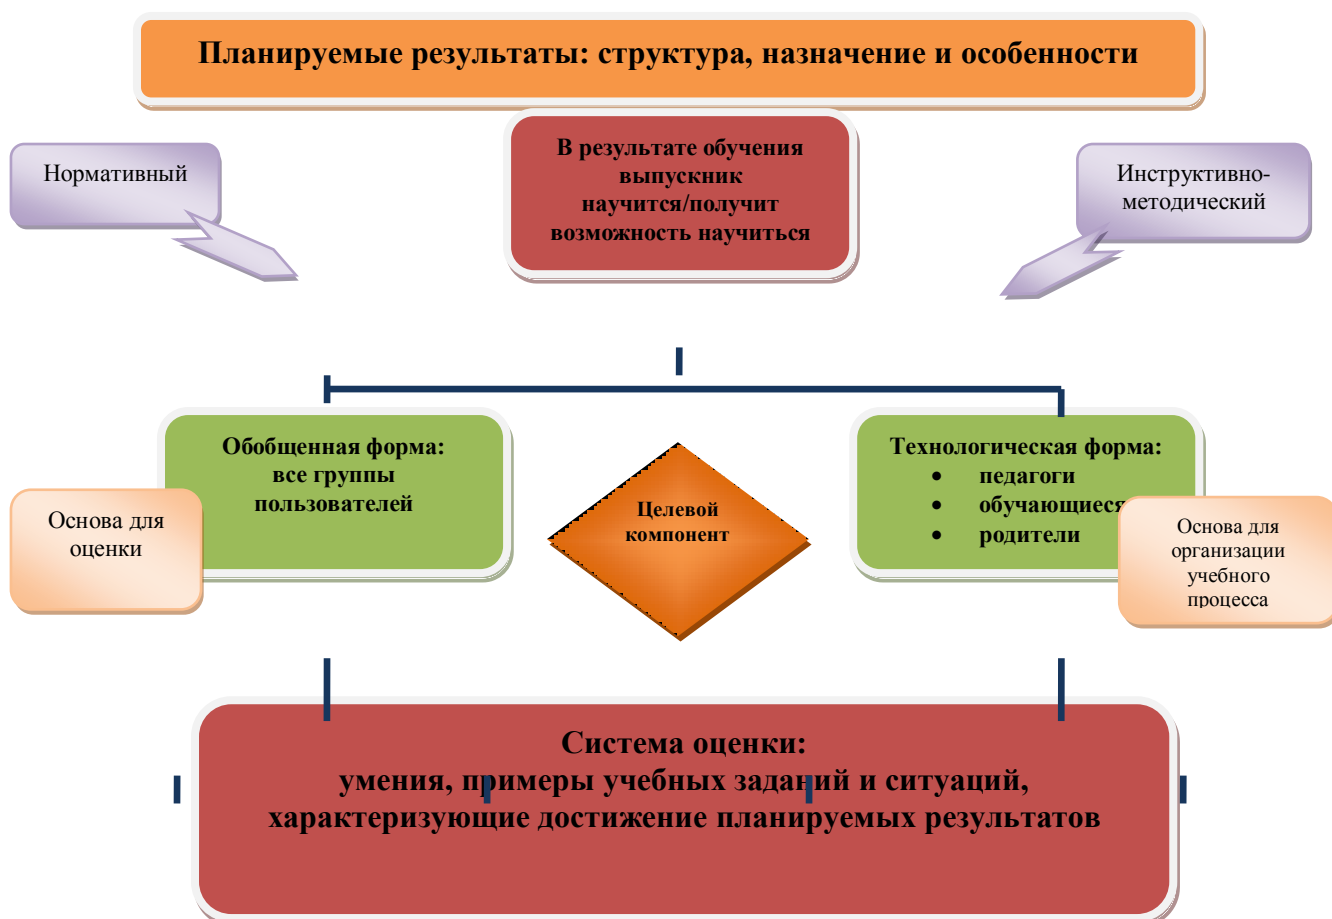 Планируемые результаты: структура, назначение и особенности
В результате обучения
выпускник
научится/получит
возможность научиться
Нормативный
Инструктивно-
методический
Обобщенная форма:
все группы
пользователей
Основа для
оценки
Целевой
компонент
Технологическая форма:
• педагоги
• обучающиеся
• родители
Основа для
организации
учебного
процесса
Система оценки:
умения, примеры учебных заданий и ситуаций,
характеризующие достижение планируемых результатов